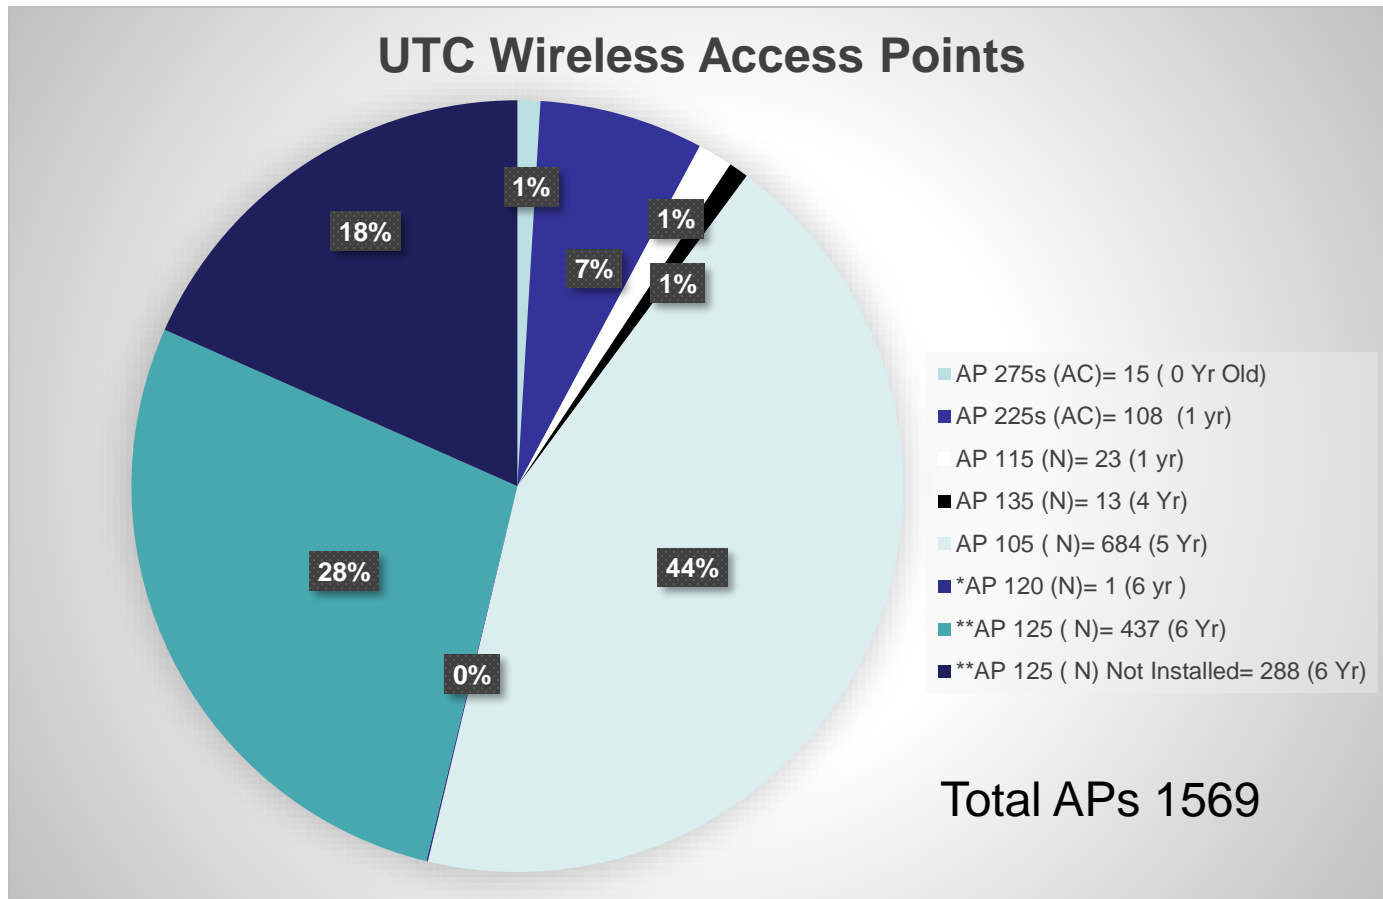 UTC Wireless Access Points
1%
18%
1%
7%
1%
28%
44%
0%
AP 275s (AC)= 15 ( 0 Yr Old)
AP 225s (AC)= 108  (1 yr)
AP 115 (N)= 23 (1 yr)
AP 135 (N)= 13 (4 Yr)
AP 105 ( N)= 684 (5 Yr)
*AP 120 (N)= 1 (6 yr )
**AP 125 ( N)= 437 (6 Yr)
**AP 125 ( N) Not Installed= 288 (6 Yr)
Total APs 1569